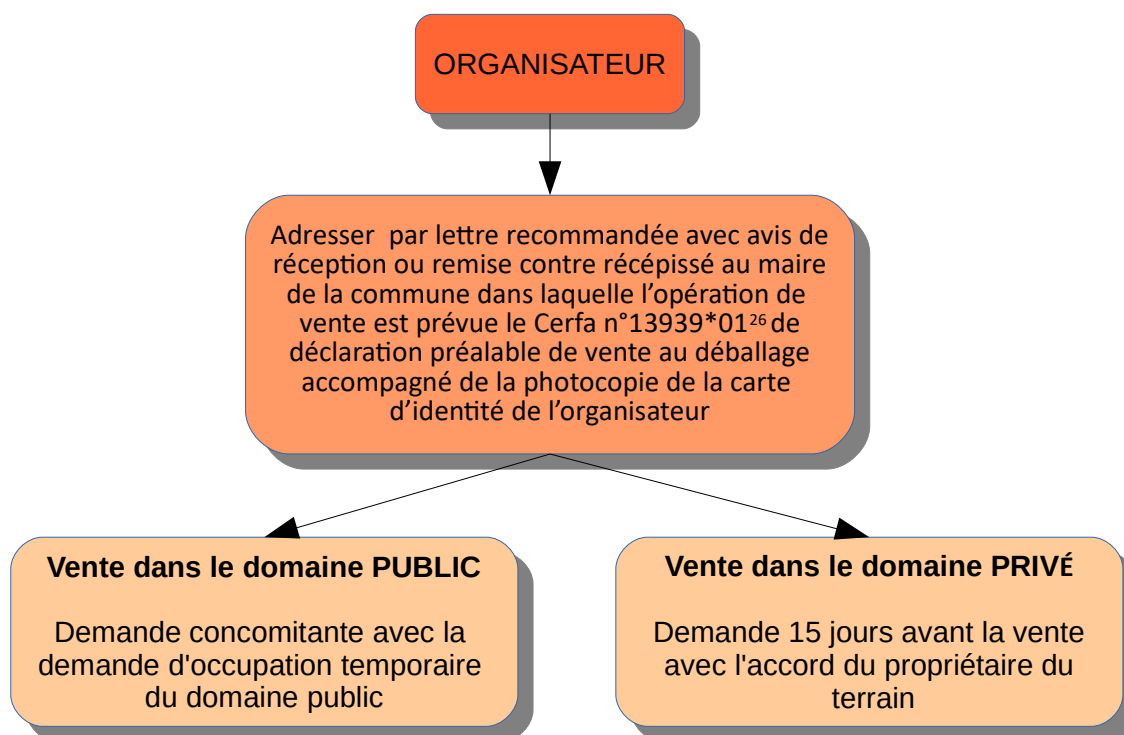 ORGANISATEUR
Adresser  par lettre recommandée avec avis de
réception ou remise contre récépissé au maire
de la commune dans laquelle l’opération de
vente est prévue le Cerfa n°13939*01²⁶ de
déclaration préalable de vente au déballage
accompagné de la photocopie de la carte
d’identité de l’organisateur
Vente dans le domaine PUBLIC
Demande concomitante avec la
demande d'occupation temporaire
du domaine public
Vente dans le domaine PRIVÉ
Demande 15 jours avant la vente
avec l'accord du propriétaire du
terrain